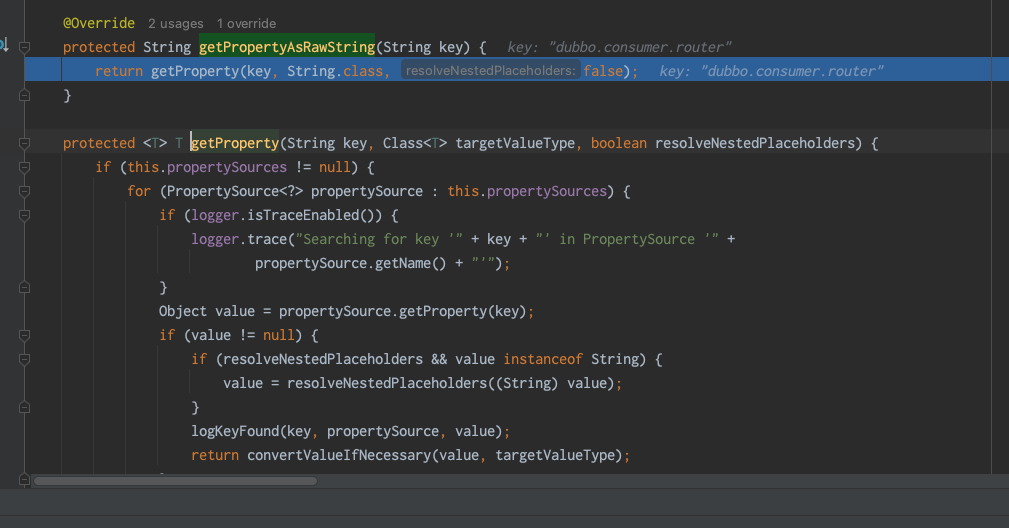 @Override 2 usages 1 override
protected String getPropertyAsRawString(String key) { key: "dubbo.consumer.router"
return getProperty(key, String.class, resolveNestedPlaceholders: false); key: "dubbo.consumer.router"
}
protected <T> T getProperty(String key, Class<T> targetValueType, boolean resolveNestedPlaceholders) {
if (this.propertySources != null) {
for (PropertySource<?> propertySource : this.propertySources) {
if (logger.isTraceEnabled()) {
logger.trace("Searching for key '" + key + "' in PropertySource '" +
propertySource.getName() + "'");
}
Object value = propertySource.getProperty(key);
if (value != null) {
if (resolveNestedPlaceholders && value instanceof String) {
value = resolveNestedPlaceholders((String) value);
}
logKeyFound(key, propertySource, value);
return convertValueIfNecessary(value, targetValueType);